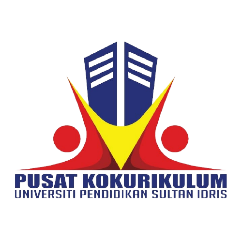 PUSAT KOKURIKULUM
UNIVERSITI PENDIDIKAN SULTAN IDRIS